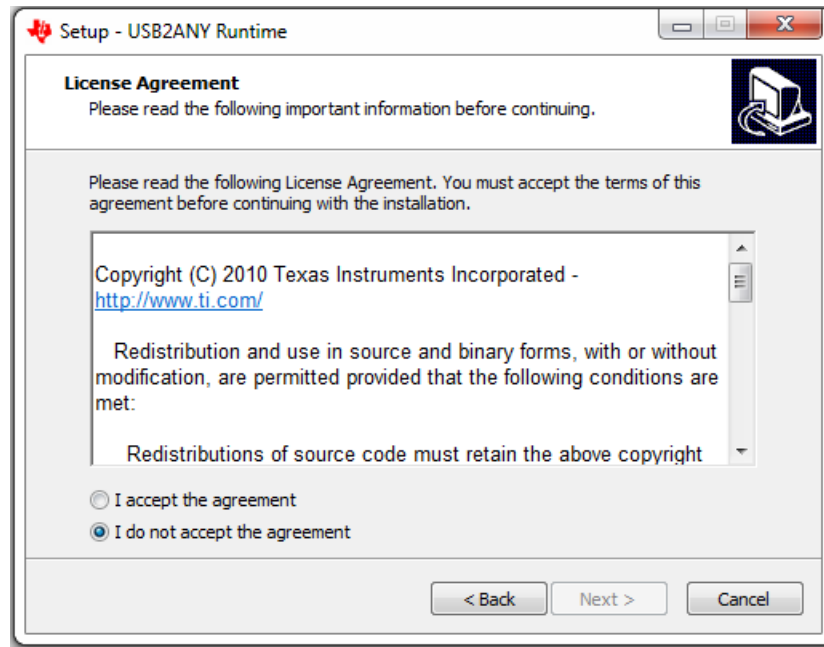 Setup - USB2ANY Runtime
License Agreement
Please read the following important information before continuing.
Please read the following License Agreement. You must accept the terms of this
agreement before continuing with the installation.
Copyright (C) 2010 Texas Instruments Incorporated -
http://www.ti.com/
Redistribution and use in source and binary forms, with or without
modification, are permitted provided that the following conditions are
met:
Redistributions of source code must retain the above copyright
I accept the agreement
I do not accept the agreement
< Back
Next >
Cancel